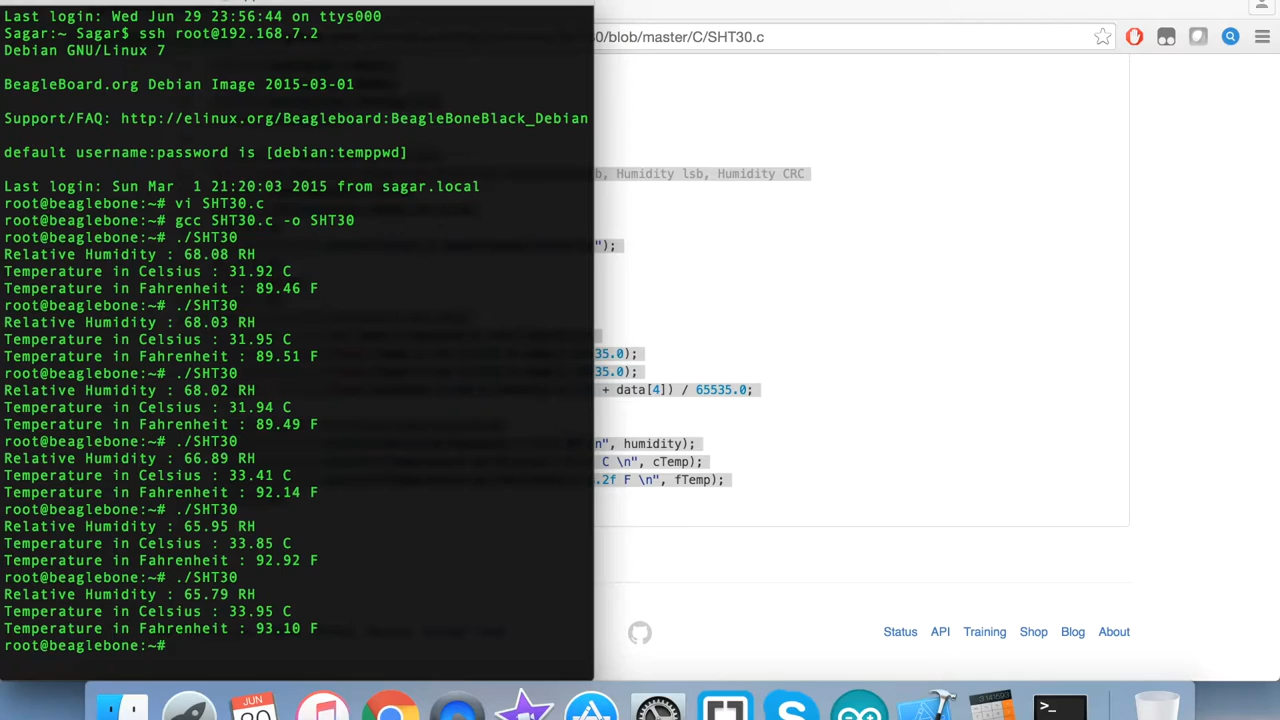 Last login: Wed Jun 29 23:56:44 on ttys000
Sagar:~ Sagar$ ssh root@192.168.7.2
Debian GNU/Linux 7
BeagleBoard.org Debian Image 2015-03-01
Support/FAQ: http://elinux.org/Beagleboard:BeagleBoneBlack_Debian
default username:password is [debian:temppwd]
Last login: Sun Mar  1 21:20:03 2015 from sagar.local
root@beaglebone:~# vi SHT30.c
root@beaglebone:~# gcc SHT30.c -o SHT30
root@beaglebone:~# ./SHT30
Relative Humidity : 68.08 RH
Temperature in Celsius : 31.92 C
Temperature in Fahrenheit : 89.46 F
root@beaglebone:~# ./SHT30
Relative Humidity : 68.03 RH
Temperature in Celsius : 31.95 C
Temperature in Fahrenheit : 89.51 F
root@beaglebone:~# ./SHT30
Relative Humidity : 68.02 RH
Temperature in Celsius : 31.94 C
Temperature in Fahrenheit : 89.49 F
root@beaglebone:~# ./SHT30
Relative Humidity : 66.89 RH
Temperature in Celsius : 33.41 C
Temperature in Fahrenheit : 92.14 F
root@beaglebone:~# ./SHT30
Relative Humidity : 65.95 RH
Temperature in Celsius : 33.85 C
Temperature in Fahrenheit : 92.92 F
root@beaglebone:~# ./SHT30
Relative Humidity : 65.79 RH
Temperature in Celsius : 33.95 C
Temperature in Fahrenheit : 93.10 F
root@beaglebone:~#
0/blob/master/C/SHT30.c
b, Humidity lsb, Humidity CRC
");
35.0);
35.0);
+ data[4]) / 65535.0;
\n", humidity);
C \n", cTemp);
.2f F \n", fTemp);
Status API Training Shop Blog About
JUN